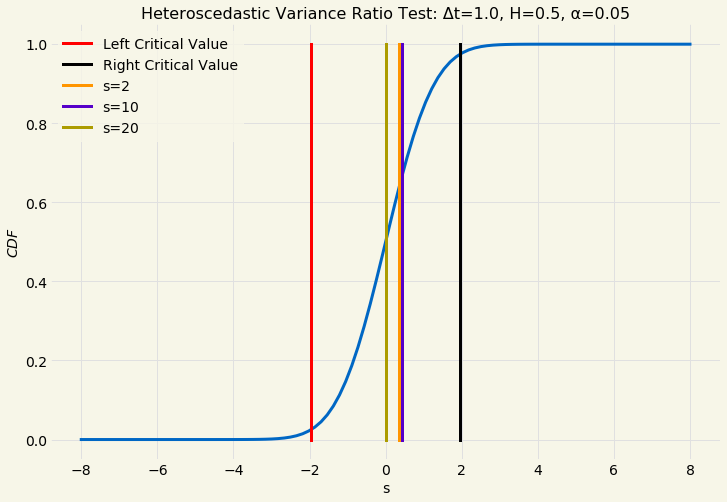 Heteroscedastic Variance Ratio Test: Δt=1.0, H=0.5, α=0.05
Left Critical Value
Right Critical Value
s=2
s=10
s=20
1.0
0.8
0.6
0.4
0.2
0.0
CDF
−8
−6
−4
−2
0
2
4
6
8
s